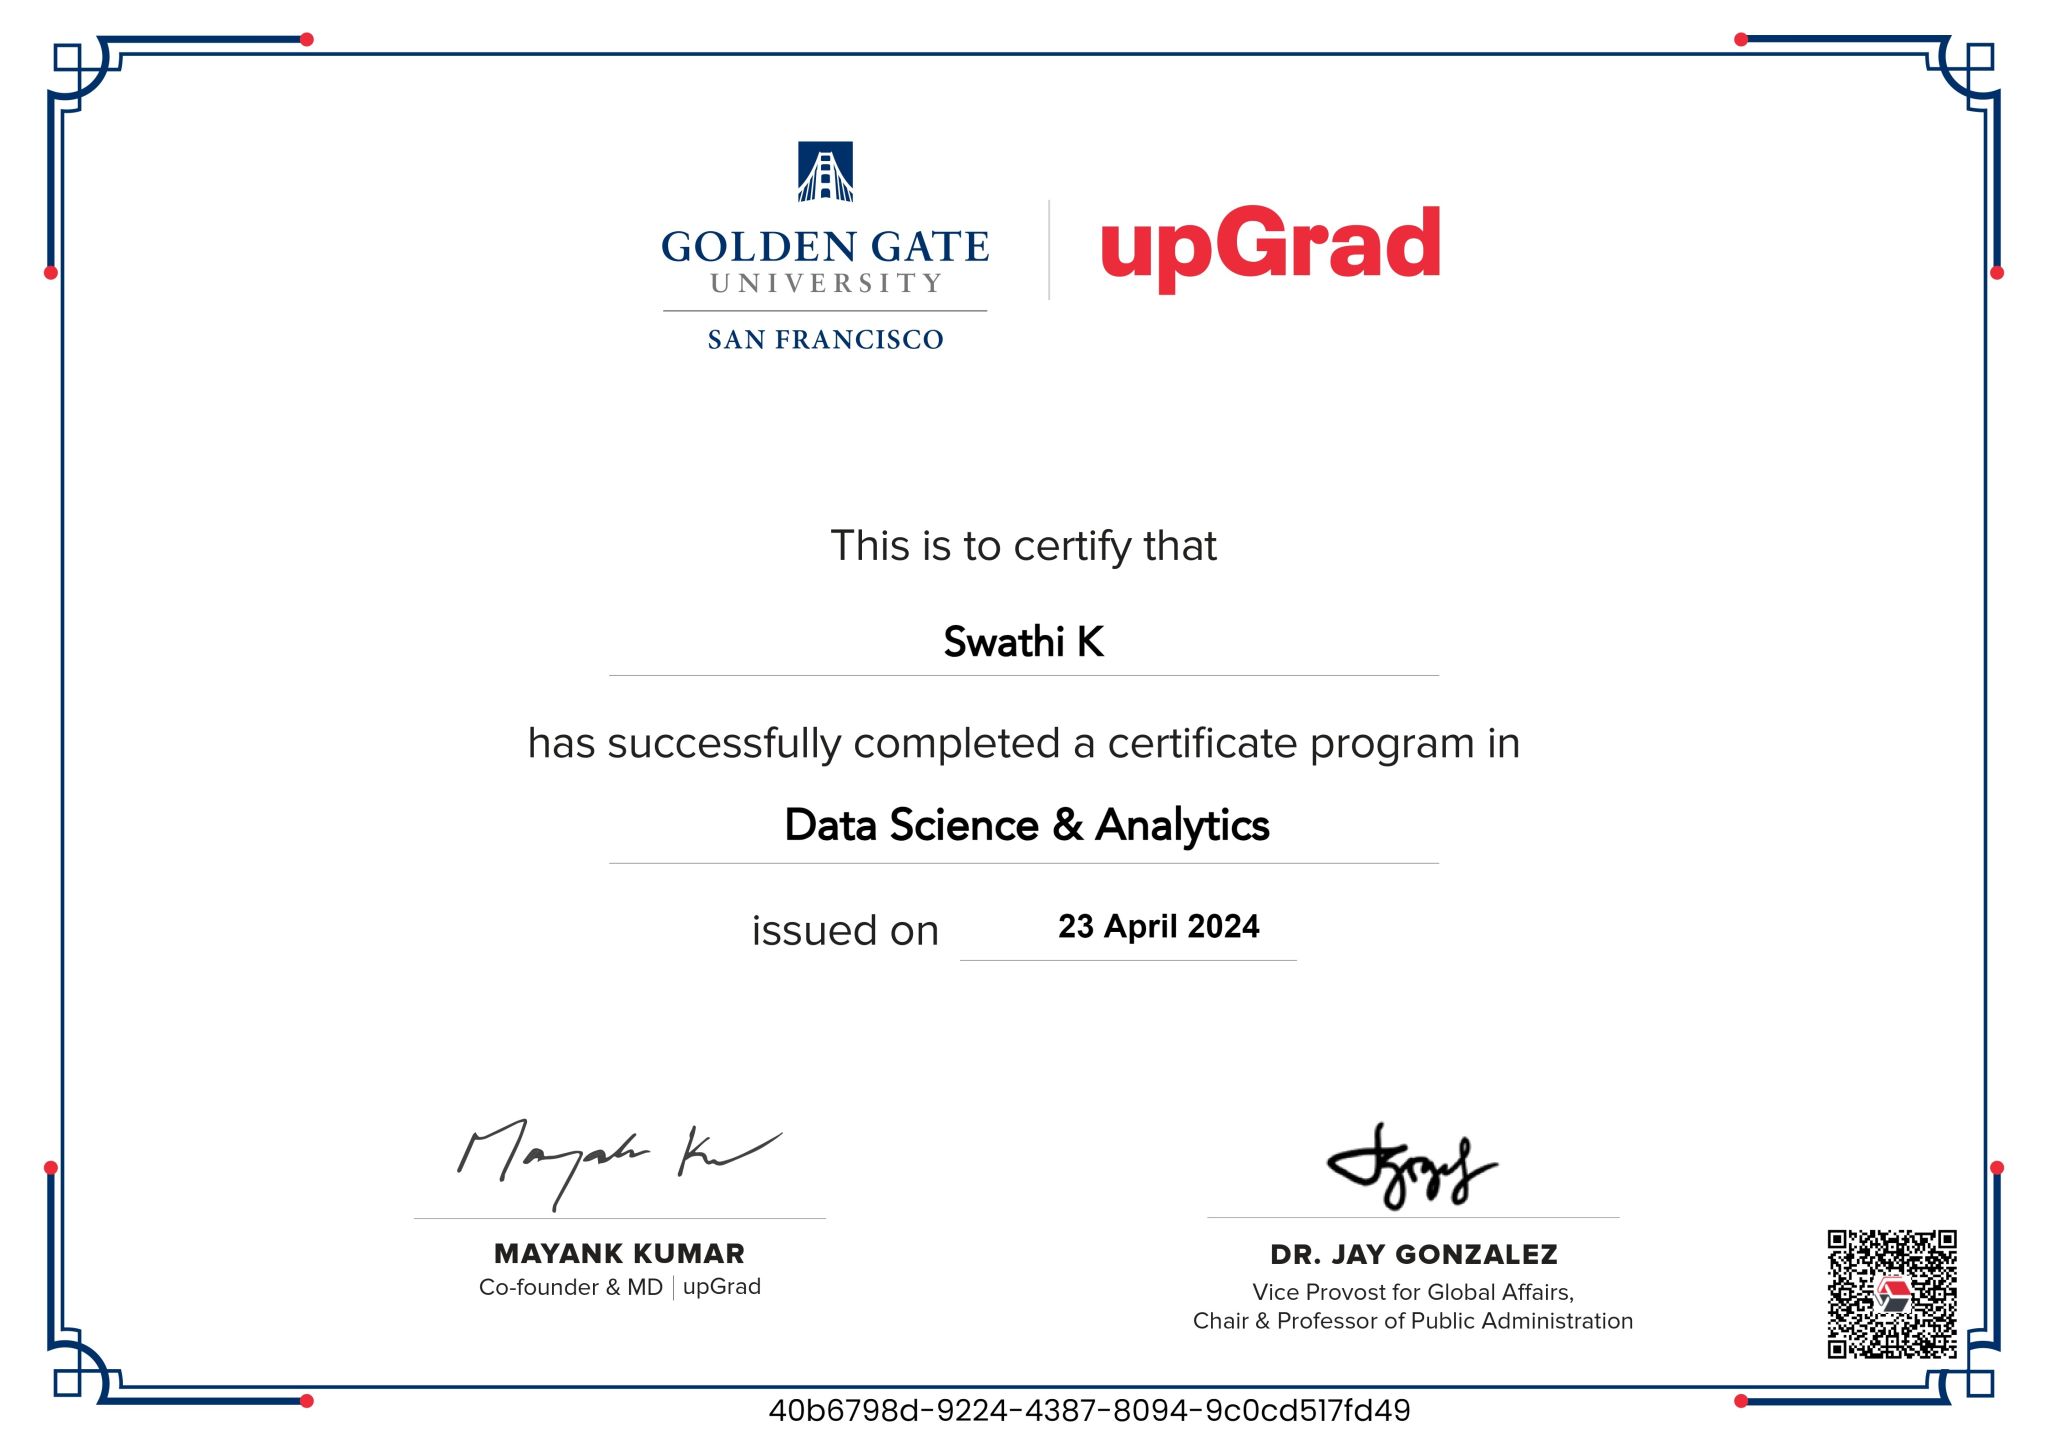 GOLDEN GATE
UNIVERSITY
SAN FRANCISCO
upGrad
This is to certify that
Swathi K
has successfully completed a certificate program in
Data Science & Analytics
issued on 23 April 2024
Mayank Kumar
MAYANK KUMAR
Co-founder & MD | upGrad
DR. JAY GONZALEZ
Vice Provost for Global Affairs,
Chair & Professor of Public Administration
40b6798d-9224-4387-8094-9c0cd517fd49